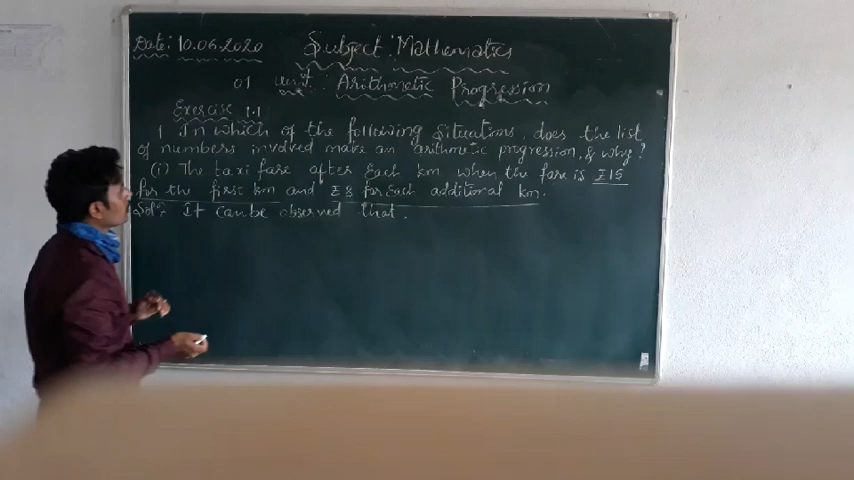 Date: 10.06.2020 Subject: Mathematics
01 unit: Arithmetic Progression
Exercise 1.1
1 In which of the following situations, does the list
of numbers involved make an arithmetic progression, & why?
(i) The taxi fare after each km when the fare is ₹15
for the first km and ₹8 for each additional km.
Soln: It can be observed that.